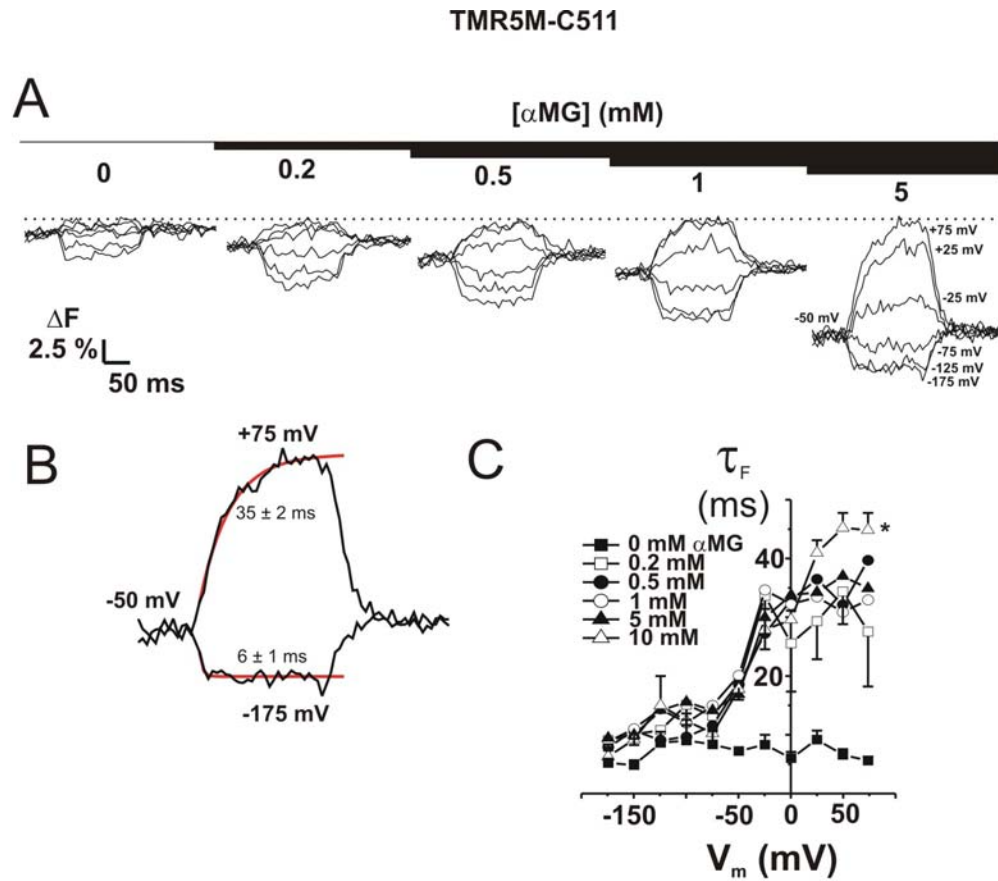 TMR5M-C511
A
[αMG] (mM)
0
0.2
0.5
1
5
+75 mV
+25 mV
-25 mV
-50 mV
-75 mV
-125 mV
-175 mV
ΔF
2.5 %
50 ms
B
+75 mV
35 ± 2 ms
-50 mV
6 ± 1 ms
-175 mV
C
τF
(ms)
0 mM αMG
0.2 mM
0.5 mM
1 mM
5 mM
10 mM
*
40
20
-150
-50
0
50
Vm (mV)